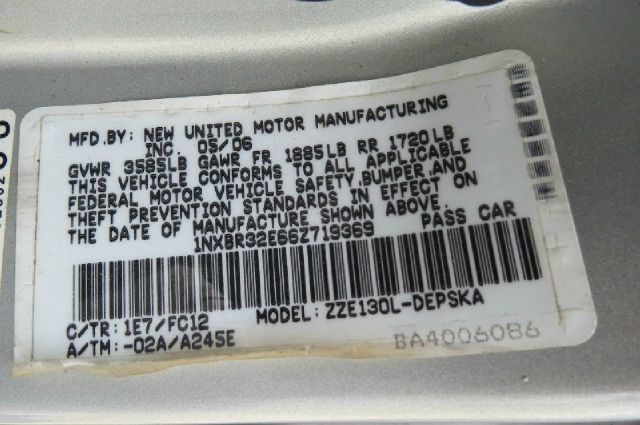 MFD.BY: NEW UNITED MOTOR MANUFACTURING
INC. 05/06
GVWR 3585LB GAWR FR 1885LB RR 1720LB
THIS VEHICLE CONFORMS TO ALL APPLICABLE
FEDERAL MOTOR VEHICLE SAFETY,BUMPER,AND
THEFT PREVENTION STANDARDS IN EFFECT ON
THE DATE OF MANUFACTURE SHOWN ABOVE.
1NXBR32E66Z719369 PASS CAR
C/TR: 1E7/FC12 MODEL: ZZE130L-DEPSKA
A/TM: -02A/A245E
BA4006086